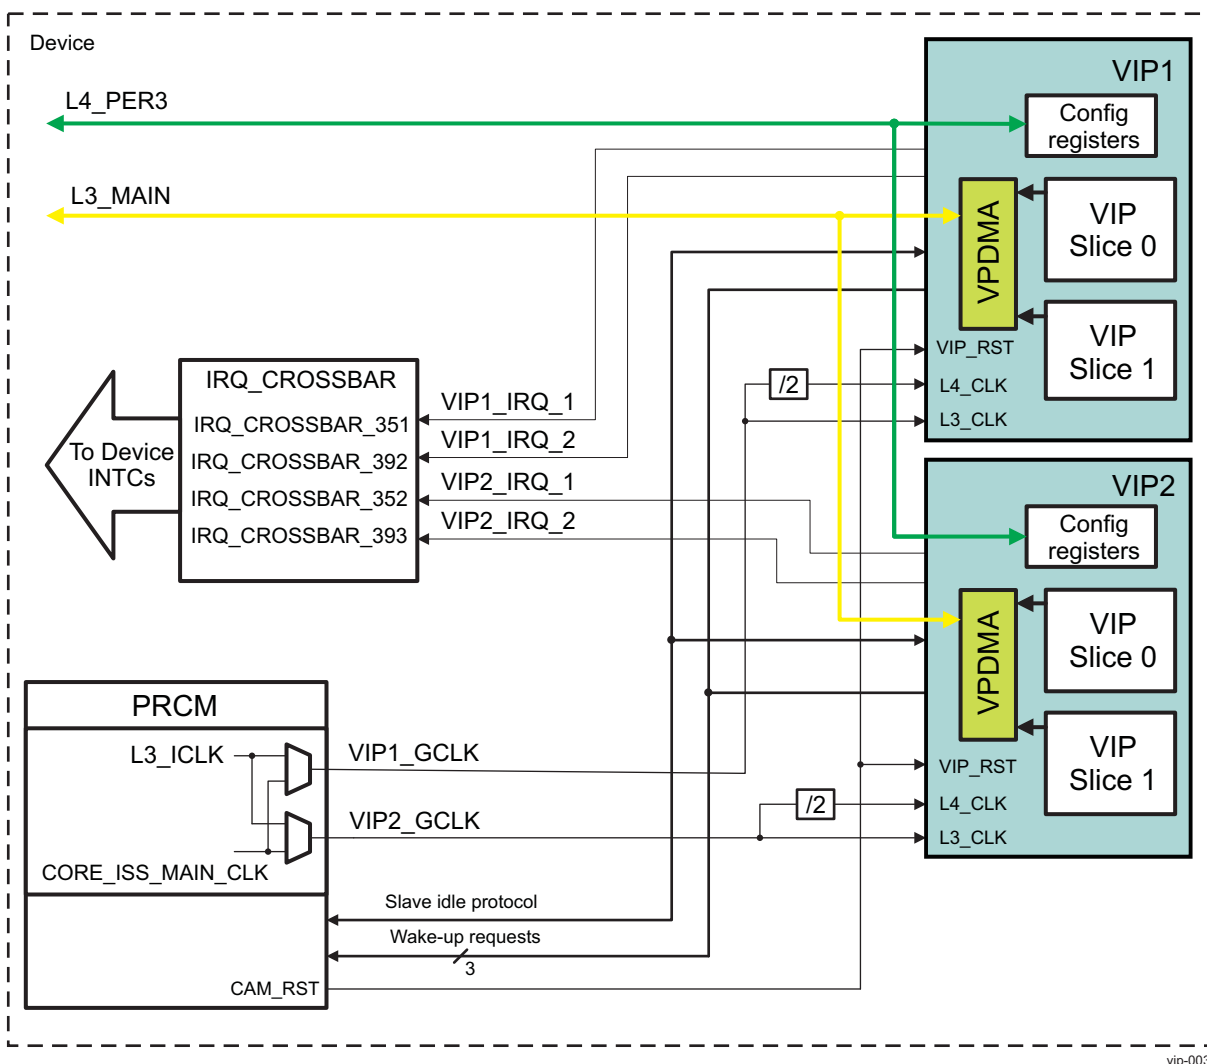 Device
L4_PER3
L3_MAIN
VIP1
Config
registers
VPDMA
VIP
Slice 0
VIP
Slice 1
VIP_RST
L4_CLK
L3_CLK
/2
IRQ_CROSSBAR
IRQ_CROSSBAR_351
IRQ_CROSSBAR_392
IRQ_CROSSBAR_352
IRQ_CROSSBAR_393
To Device
INTCs
VIP1_IRQ_1
VIP1_IRQ_2
VIP2_IRQ_1
VIP2_IRQ_2
VIP2
Config
registers
VPDMA
VIP
Slice 0
VIP
Slice 1
VIP_RST
L4_CLK
L3_CLK
/2
PRCM
L3_ICLK
VIP1_GCLK
VIP2_GCLK
CORE_ISS_MAIN_CLK
Slave idle protocol
Wake-up requests
3
CAM_RST
vip-003